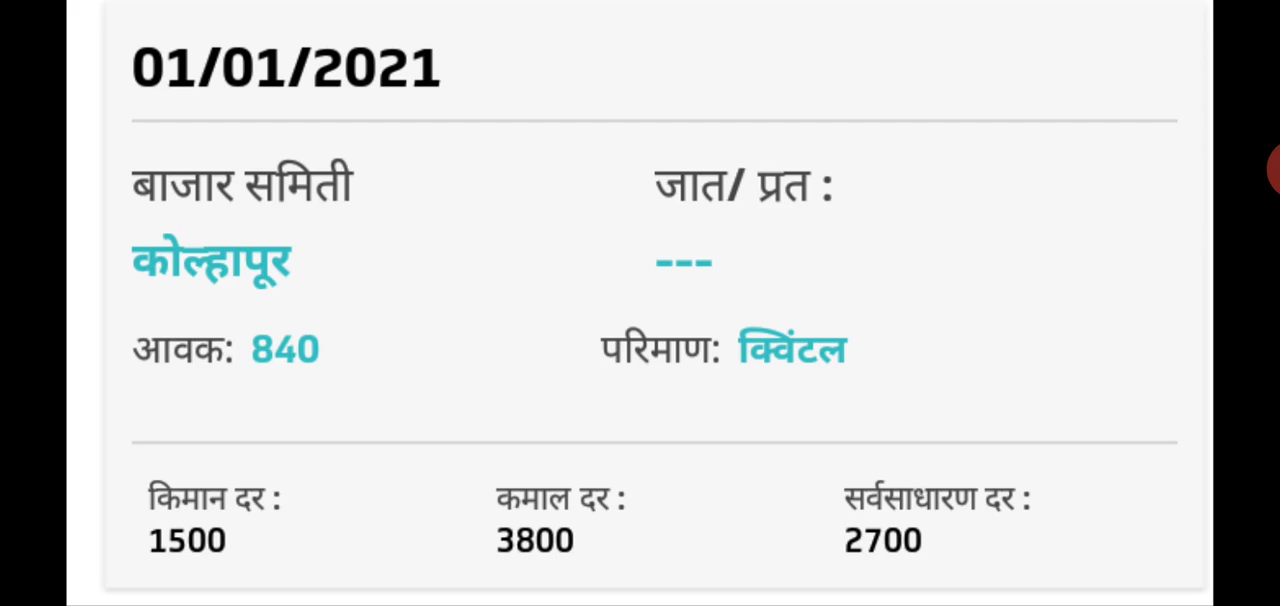 01/01/2021
बाजार समिती जात/ प्रत :
कोल्हापूर ---
आवक: 840 परिमाण: क्विंटल
किमान दर : कमाल दर : सर्वसाधारण दर :
1500 3800 2700